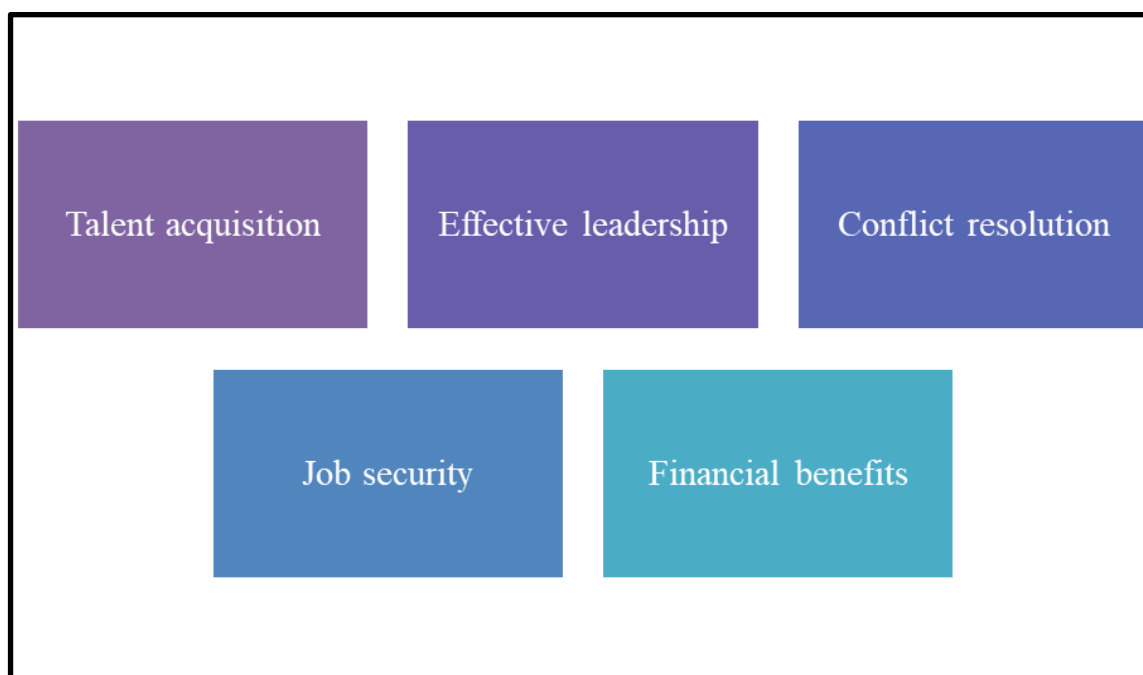 Talent acquisition
Effective leadership
Conflict resolution
Job security
Financial benefits